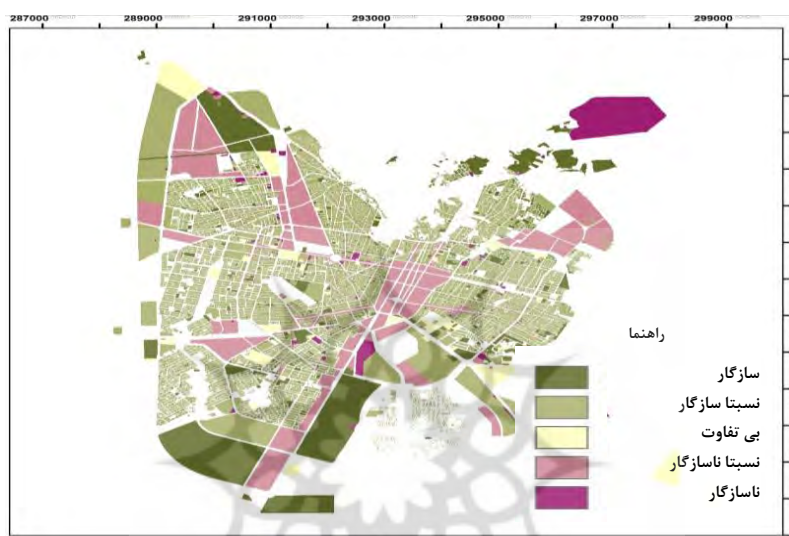 287000 289000 291000 293000 295000 297000 299000
راهنما
سازگار
نسبتا سازگار
بی تفاوت
نسبتا ناسازگار
ناسازگار